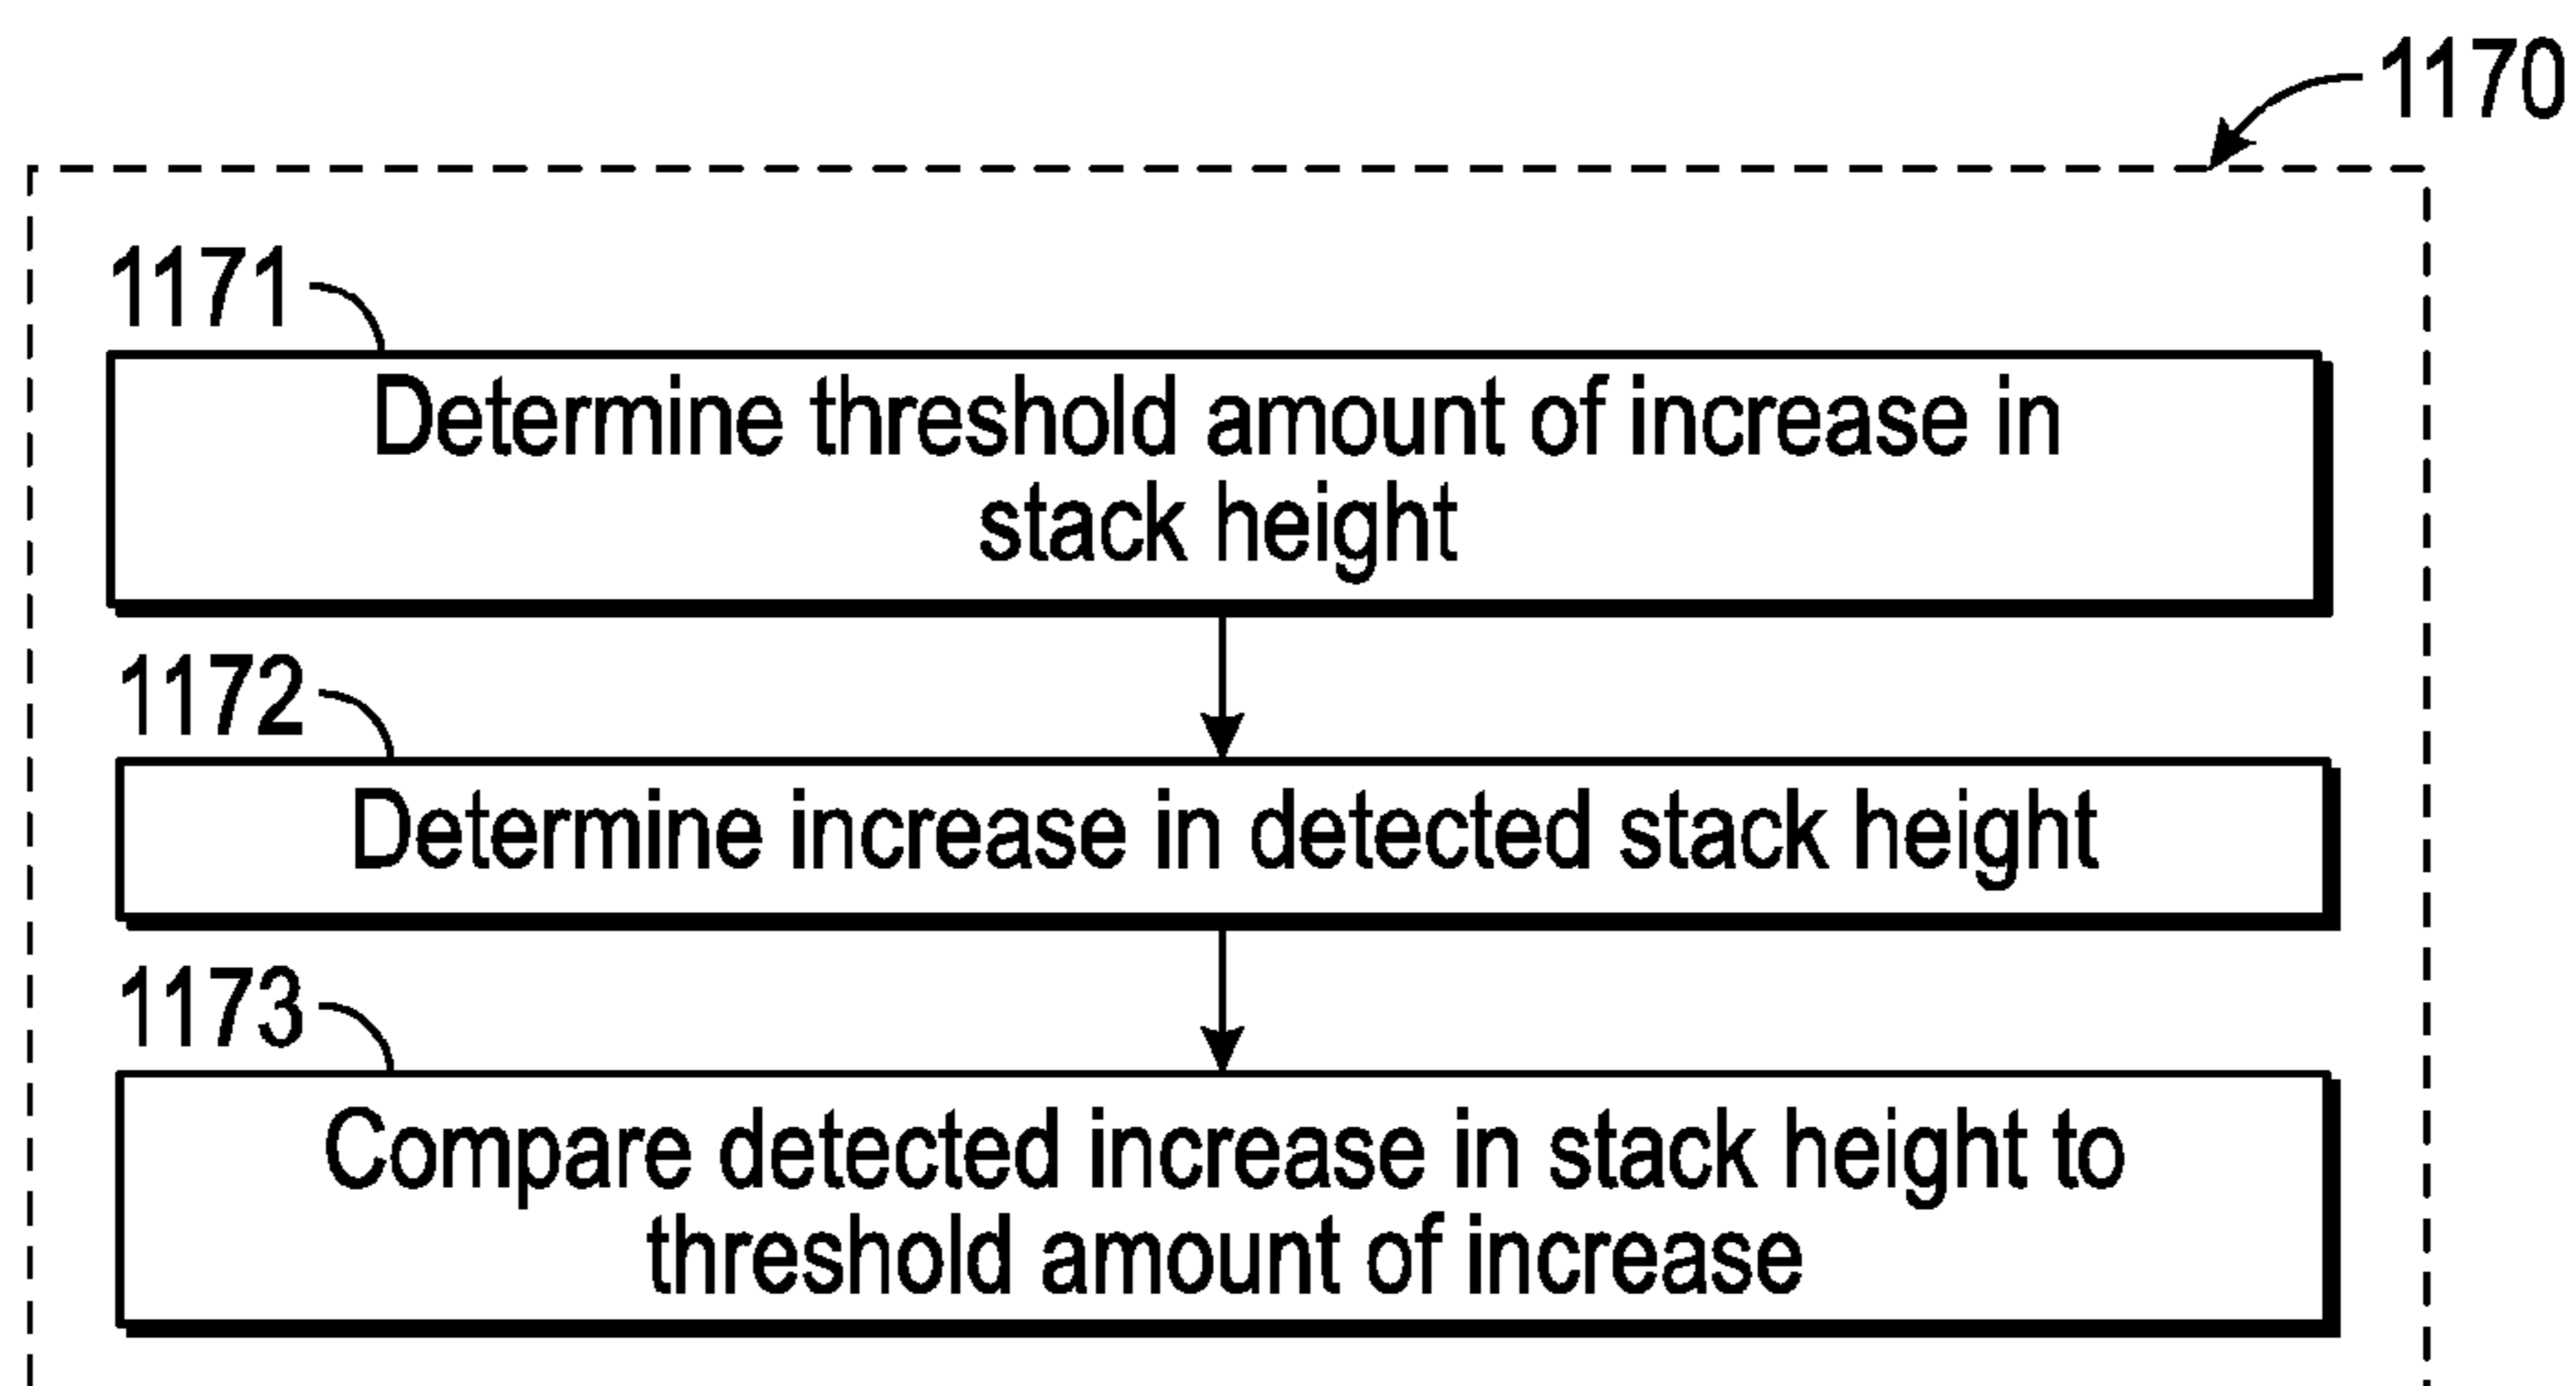 1170
1171
Determine threshold amount of increase in
stack height
1172
Determine increase in detected stack height
1173
Compare detected increase in stack height to
threshold amount of increase